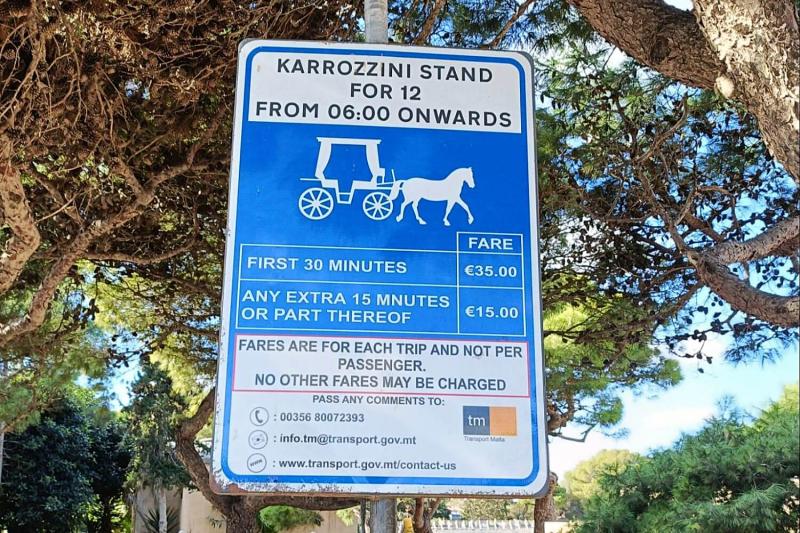 KARROZZINI STAND
FOR 12
FROM 06:00 ONWARDS
FARE
FIRST 30 MINUTES €35.00
ANY EXTRA 15 MNUTES
OR PART THEREOF €15.00
FARES ARE FOR EACH TRIP AND NOT PER
PASSENGER.
NO OTHER FARES MAY BE CHARGED
PASS ANY COMMENTS TO:
: 00356 80072393
: info.tm@transport.gov.mt
: www.transport.gov.mt/contact-us
tm
Transport Malta